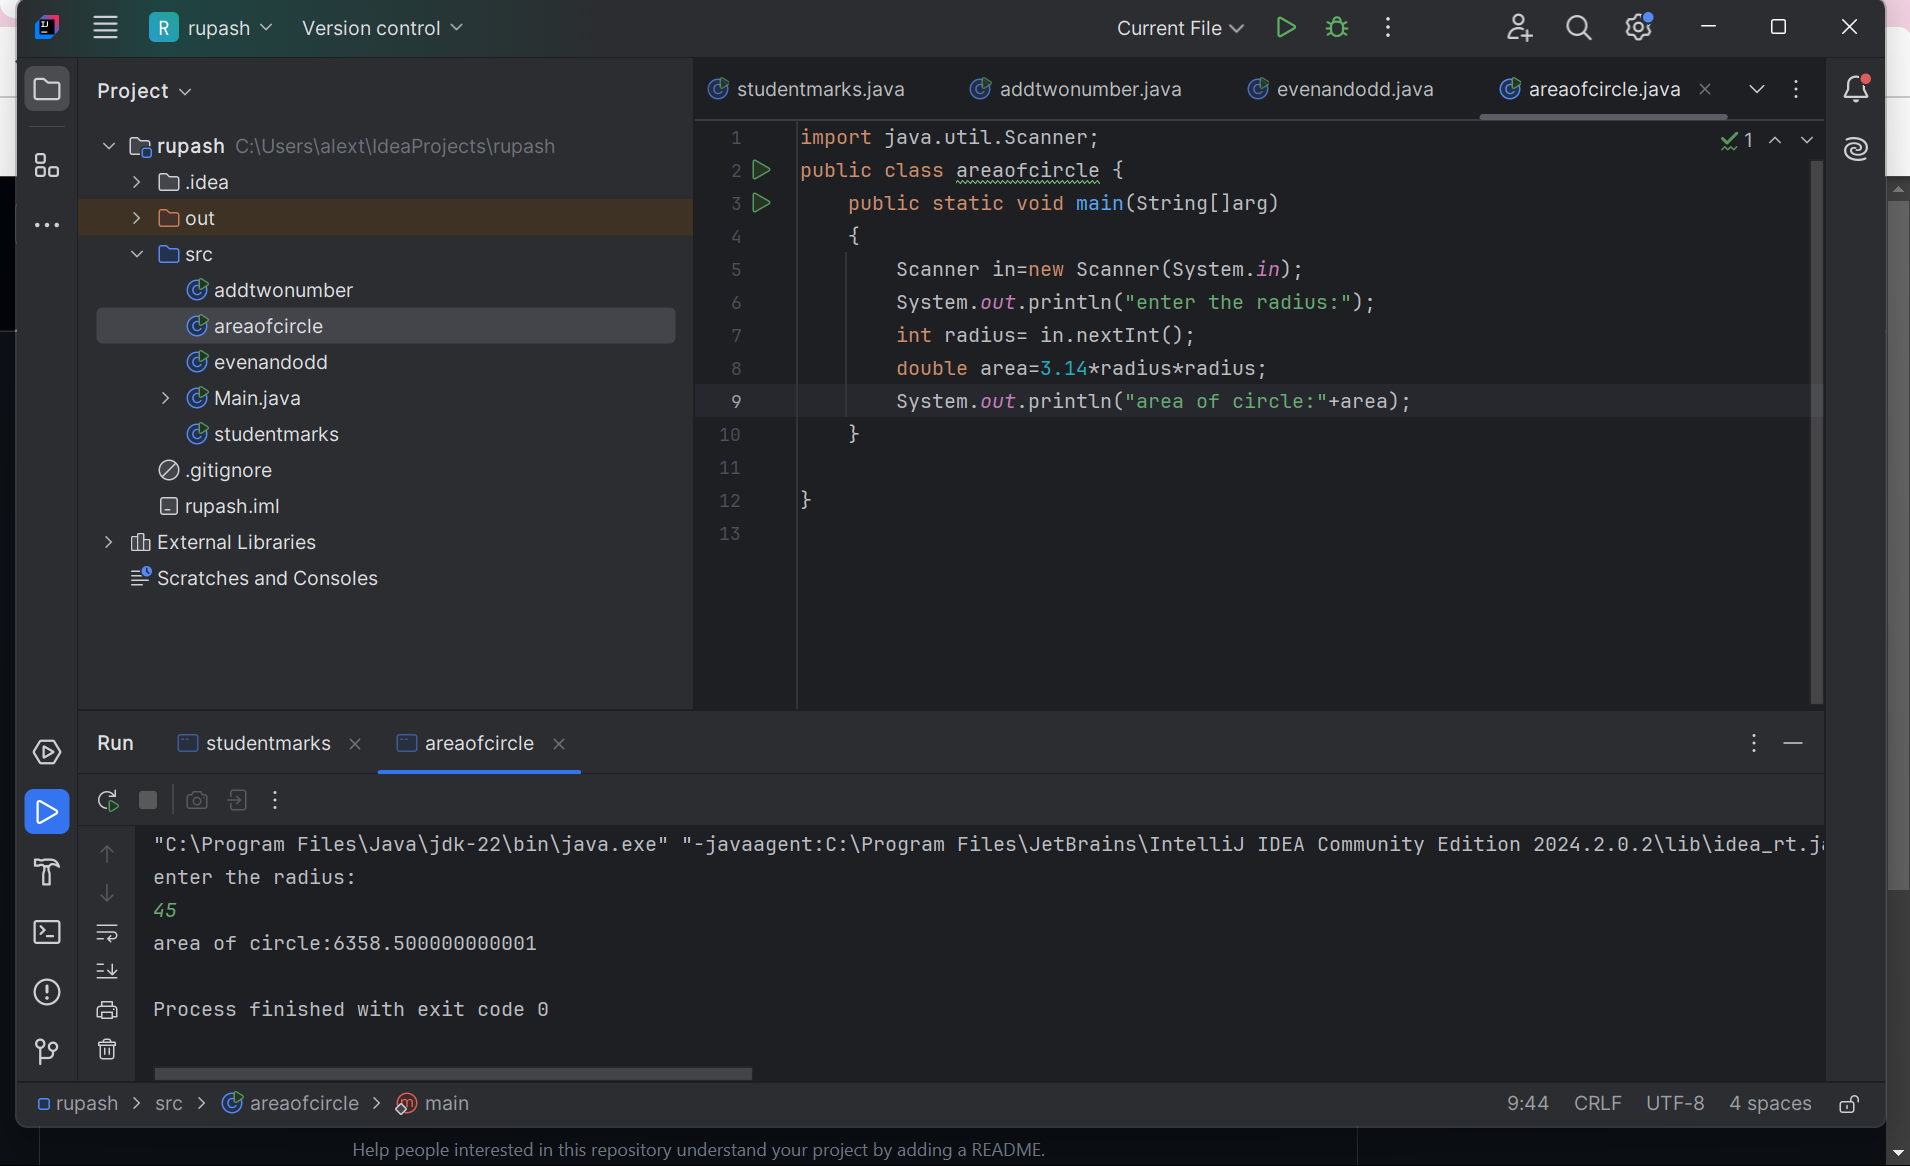 R rupash Version control Current File
Project
studentmarks.java addtwonumber.java evenandodd.java areaofcircle.java
rupash C:\Users\alext\IdeaProjects\rupash
.idea
out
src
addtwonumber
areaofcircle
evenandodd
Main.java
studentmarks
.gitignore
rupash.iml
External Libraries
Scratches and Consoles
1 import java.util.Scanner;
2 public class areaofcircle {
3 public static void main(String[]arg)
4 {
5 Scanner in=new Scanner(System.in);
6 System.out.println("enter the radius:");
7 int radius= in.nextInt();
8 double area=3.14*radius*radius;
9 System.out.println("area of circle:"+area);
10 }
11
12 }
13
1
Run studentmarks areaofcircle
"C:\Program Files\Java\jdk-22\bin\java.exe" "-javaagent:C:\Program Files\JetBrains\IntelliJ IDEA Community Edition 2024.2.0.2\lib\idea_rt.ja
enter the radius:
45
area of circle:6358.500000000001
Process finished with exit code 0
rupash > src > areaofcircle > main
9:44 CRLF UTF-8 4 spaces
Help people interested in this repository understand your project by adding a README.